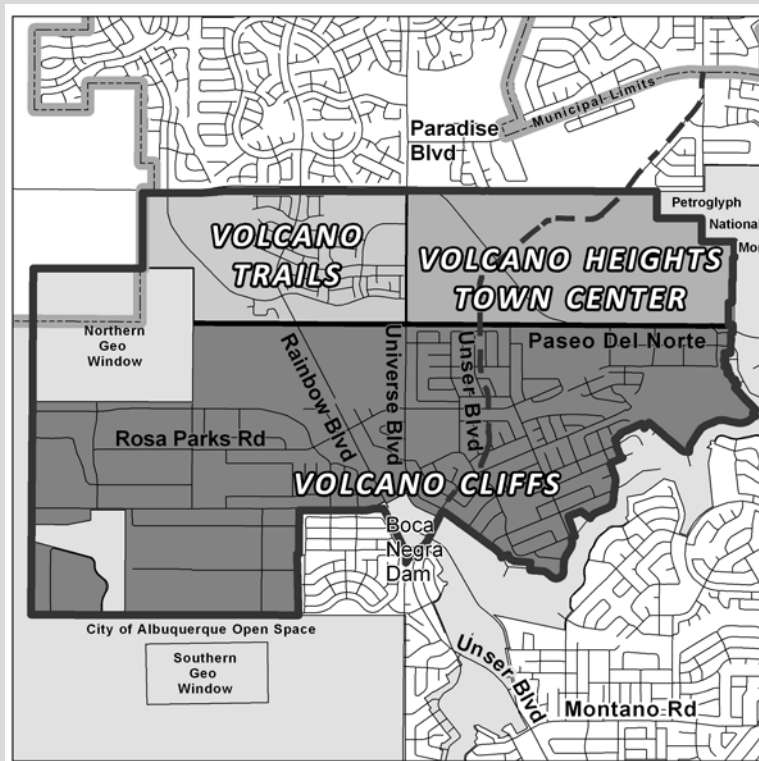 Paradise
Blvd
Municipal Limits
Petroglyph
National
Mon
VOLCANO
TRAILS
VOLCANO HEIGHTS
TOWN CENTER
Northern
Geo
Window
Rainbow Blvd
Universe Blvd
Unser Blvd
Paseo Del Norte
Rosa Parks Rd
VOLCANO CLIFFS
Boca
Negra
Dam
City of Albuquerque Open Space
Southern
Geo
Window
Unser Blvd
Montano Rd